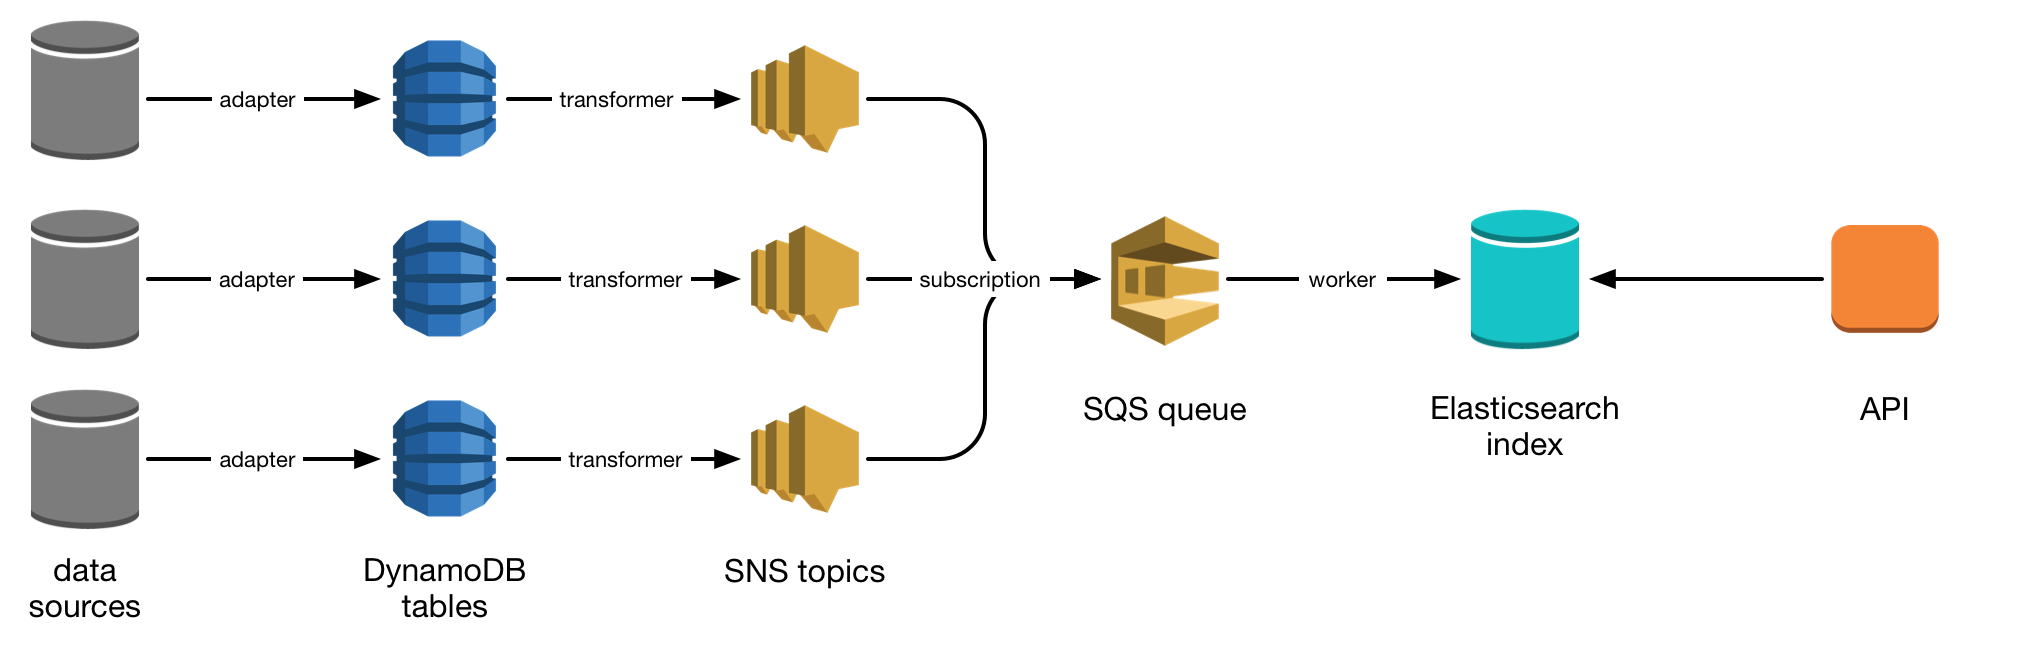 adapter
transformer
adapter
transformer
subscription
worker
adapter
transformer
SQS queue
Elasticsearch
index
API
data
sources
DynamoDB
tables
SNS topics